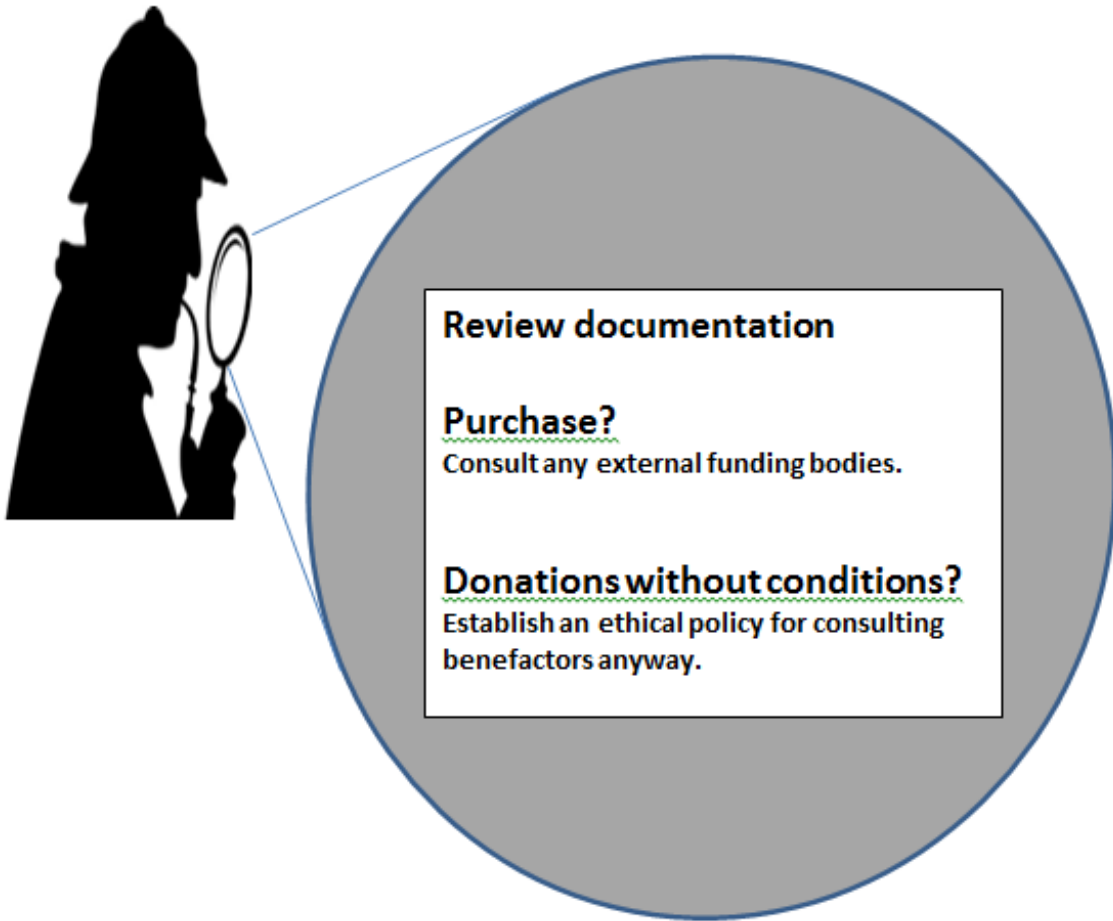 Review documentation
Purchase?
Consult any external funding bodies.
Donations without conditions?
Establish an ethical policy for consulting
benefactors anyway.